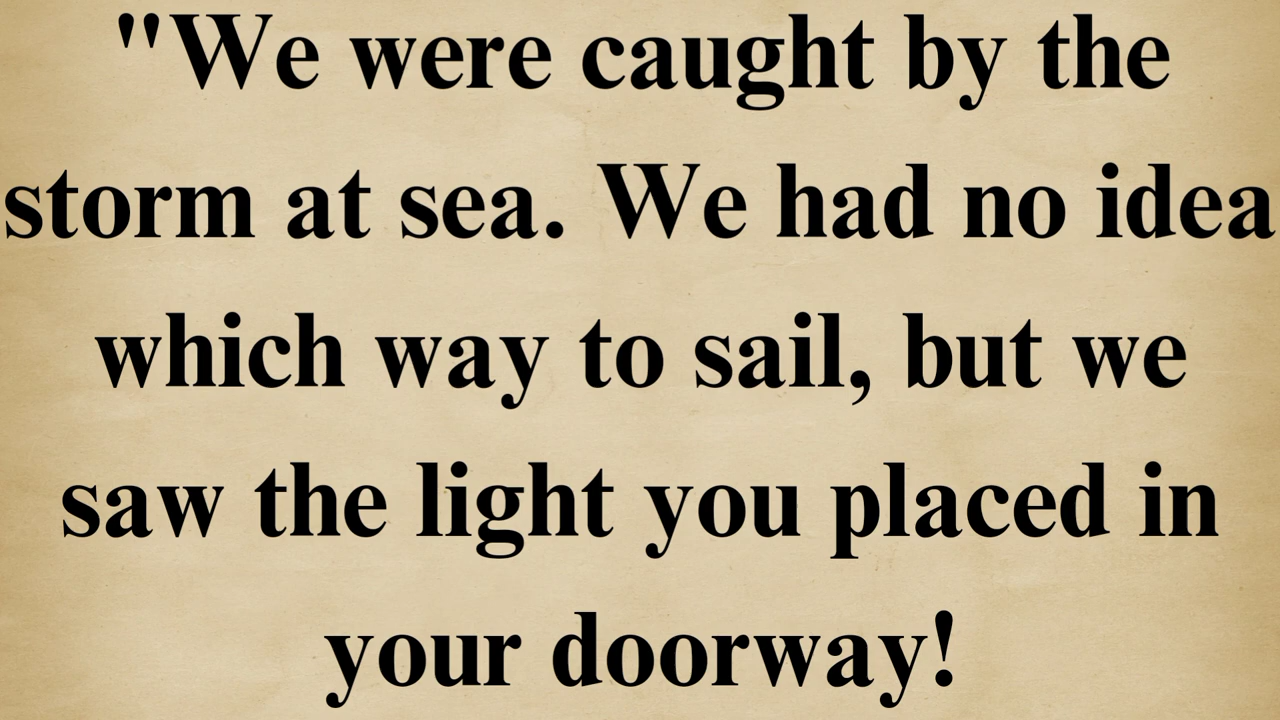 "We were caught by the
storm at sea. We had no idea
which way to sail, but we
saw the light you placed in
your doorway!